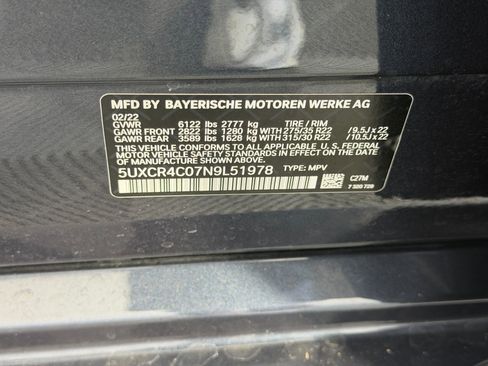 MFD BY BAYERISCHE MOTOREN WERKE AG
02/22
GVWR 6122 lbs 2777 kg TIRE / RIM
GAWR FRONT 2822 lbs 1280 kg WITH 275/35 R22 / 9.5J x 22
GAWR REAR 3589 lbs 1628 kg WITH 315/30 R22 / 10.5J x 22
THIS VEHICLE CONFORMS TO ALL APPLICABLE U.S. FEDERAL
MOTOR VEHICLE SAFETY STANDARDS IN EFFECT ON THE DATE
OF MANUFACTURE SHOWN ABOVE.
5UXCR4C07N9L51978 TYPE: MPV
C27M
7 320 729